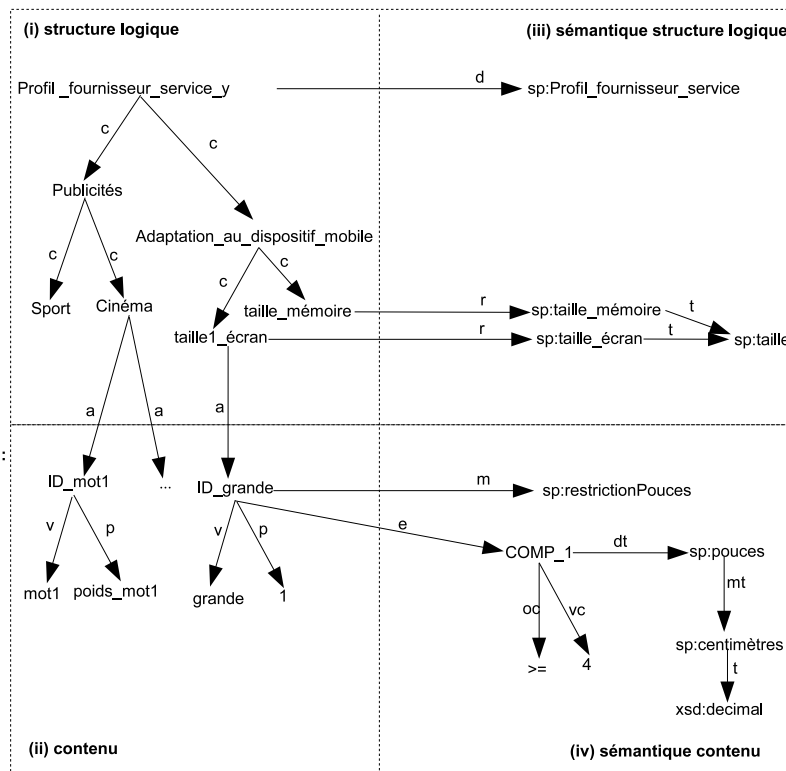 (i) structure logique
(iii) sémantique structure logique
Profil _fournisseur_service_y
d
sp:Profil_fournisseur_service
c
c
Publicités
Adaptation_au_dispositif_mobile
c
c
c
c
Sport
Cinéma
taille_mémoire
r
sp:taille_mémoire
t
taille1_écran
r
sp:taille_écran
t
sp:taille
a
a
a
:
ID_mot1
...
ID_grande
m
sp:restrictionPouces
v
p
v
p
e
COMP_1
dt
sp:pouces
mot1
poids_mot1
grande
1
oc
vc
mt
>=
4
sp:centimètres
t
xsd:decimal
(ii) contenu
(iv) sémantique contenu